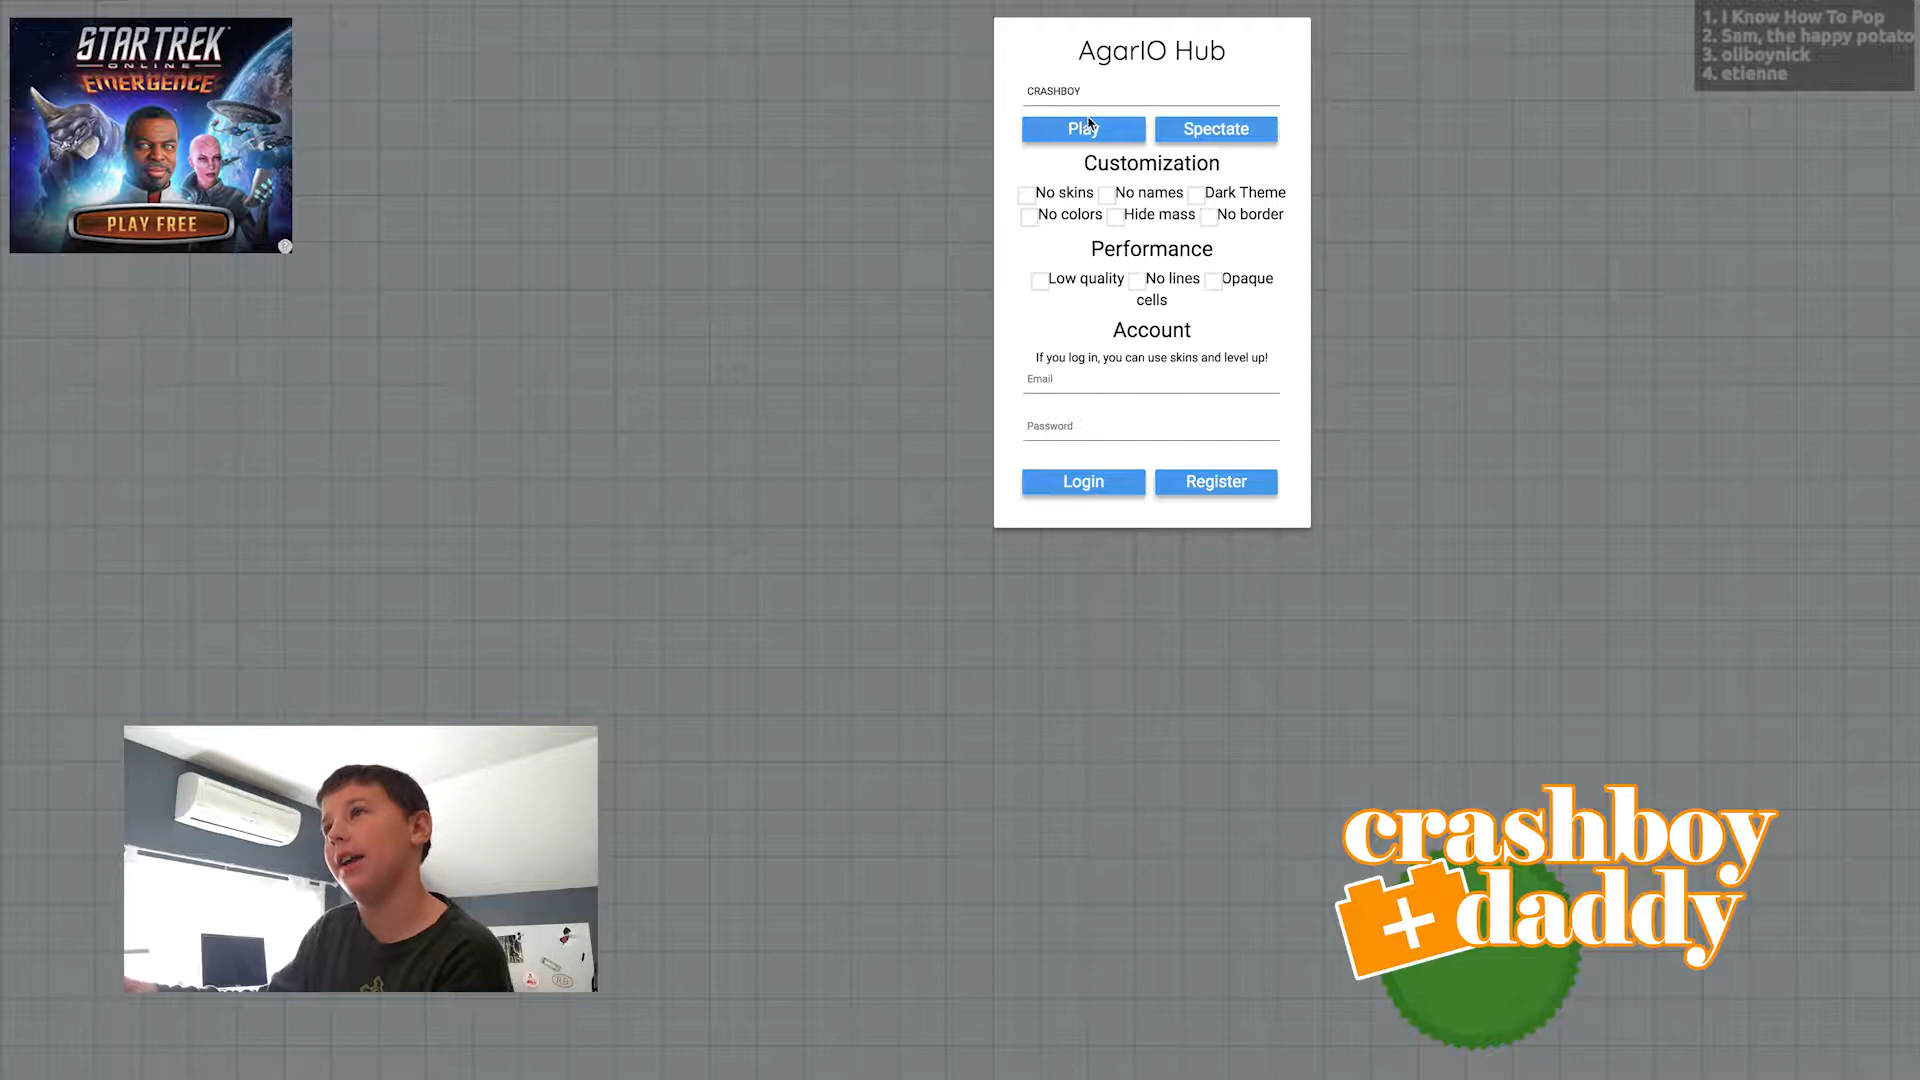 STAR TREK
ONLINE
EMERGENCE
PLAY FREE
AgarIO Hub
CRASHBOY
Play
Spectate
Customization
No skins
No names
Dark Theme
No colors
Hide mass
No border
Performance
Low quality
No lines
Opaque
cells
Account
If you log in, you can use skins and level up!
Email
Password
Login
Register
1. I Know How To Pop
2. Sam, the happy potato
3. ollboynick
4. etienne
crashboy
+ daddy